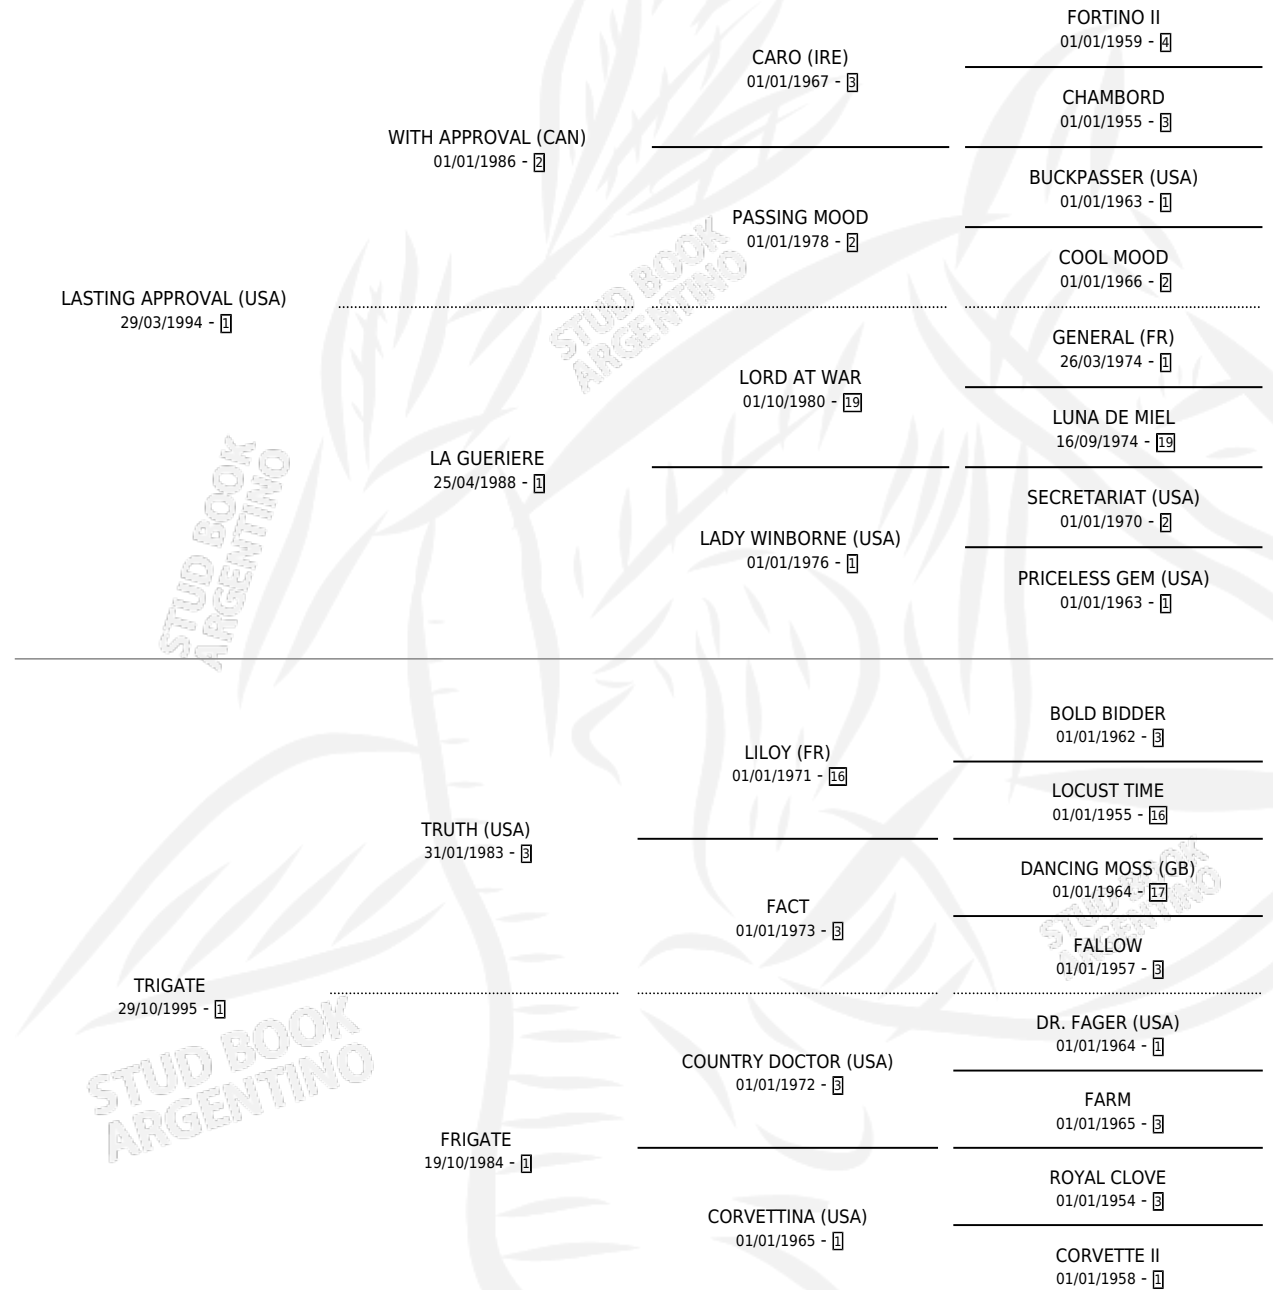 FORTINO II
01/01/1959 - 4
CARO (IRE)
01/01/1967 - 3
CHAMBORD
01/01/1955 - 3
WITH APPROVAL (CAN)
01/01/1986 - 2
BUCKPASSER (USA)
01/01/1963 - 1
PASSING MOOD
01/01/1978 - 2
COOL MOOD
01/01/1966 - 2
LASTING APPROVAL (USA)
29/03/1994 - 1
GENERAL (FR)
26/03/1974 - 1
LORD AT WAR
01/10/1980 - 19
LUNA DE MIEL
16/09/1974 - 19
LA GUERIERE
25/04/1988 - 1
SECRETARIAT (USA)
01/01/1970 - 2
LADY WINBORNE (USA)
01/01/1976 - 1
PRICELESS GEM (USA)
01/01/1963 - 1
STUD BOOK
ARGENTINO
STUD BOOK
ARGENTINO
BOLD BIDDER
01/01/1962 - 3
LILOY (FR)
01/01/1971 - 16
LOCUST TIME
01/01/1955 - 16
TRUTH (USA)
31/01/1983 - 3
DANCING MOSS (GB)
01/01/1964 - 17
FACT
01/01/1973 - 3
FALLOW
01/01/1957 - 3
TRIGATE
29/10/1995 - 1
DR. FAGER (USA)
01/01/1964 - 1
COUNTRY DOCTOR (USA)
01/01/1972 - 3
FARM
01/01/1965 - 3
FRIGATE
19/10/1984 - 1
ROYAL CLOVE
01/01/1954 - 3
CORVETTINA (USA)
01/01/1965 - 1
CORVETTE II
01/01/1958 - 1
STUD BOOK
ARGENTINO
STUD BOOK
ARGENTINO